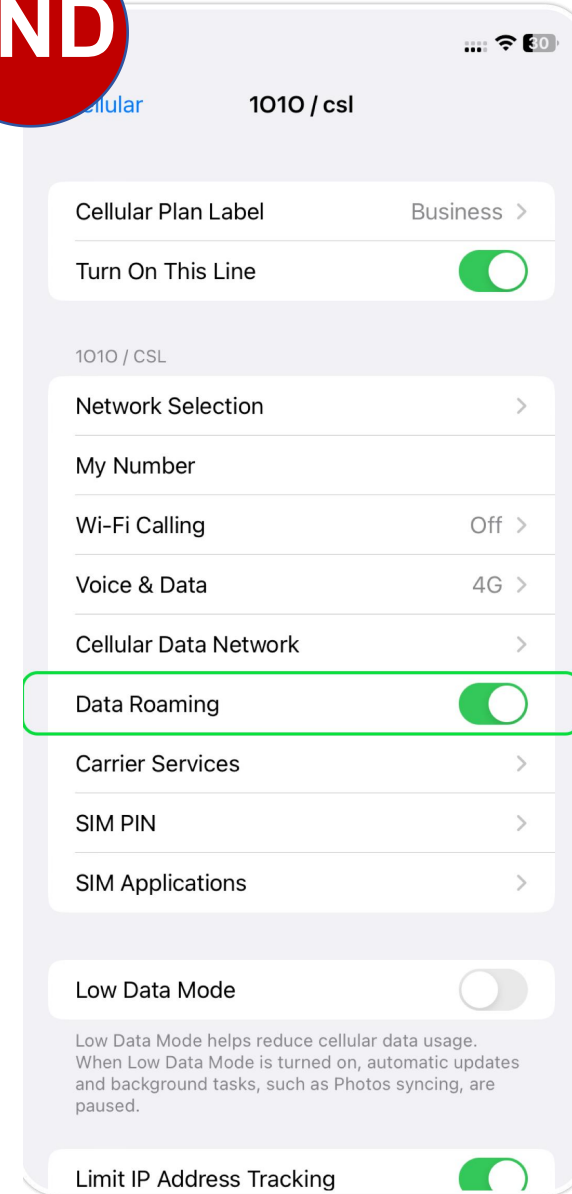 ND
30
1O1O / csl
Cellular Plan Label
Business
Turn On This Line
1O1O / CSL
Network Selection
My Number
Wi-Fi Calling
Off
Voice & Data
4G
Cellular Data Network
Data Roaming
Carrier Services
SIM PIN
SIM Applications
Low Data Mode
Low Data Mode helps reduce cellular data usage.
When Low Data Mode is turned on, automatic updates
and background tasks, such as Photos syncing, are
paused.
Limit IP Address Tracking